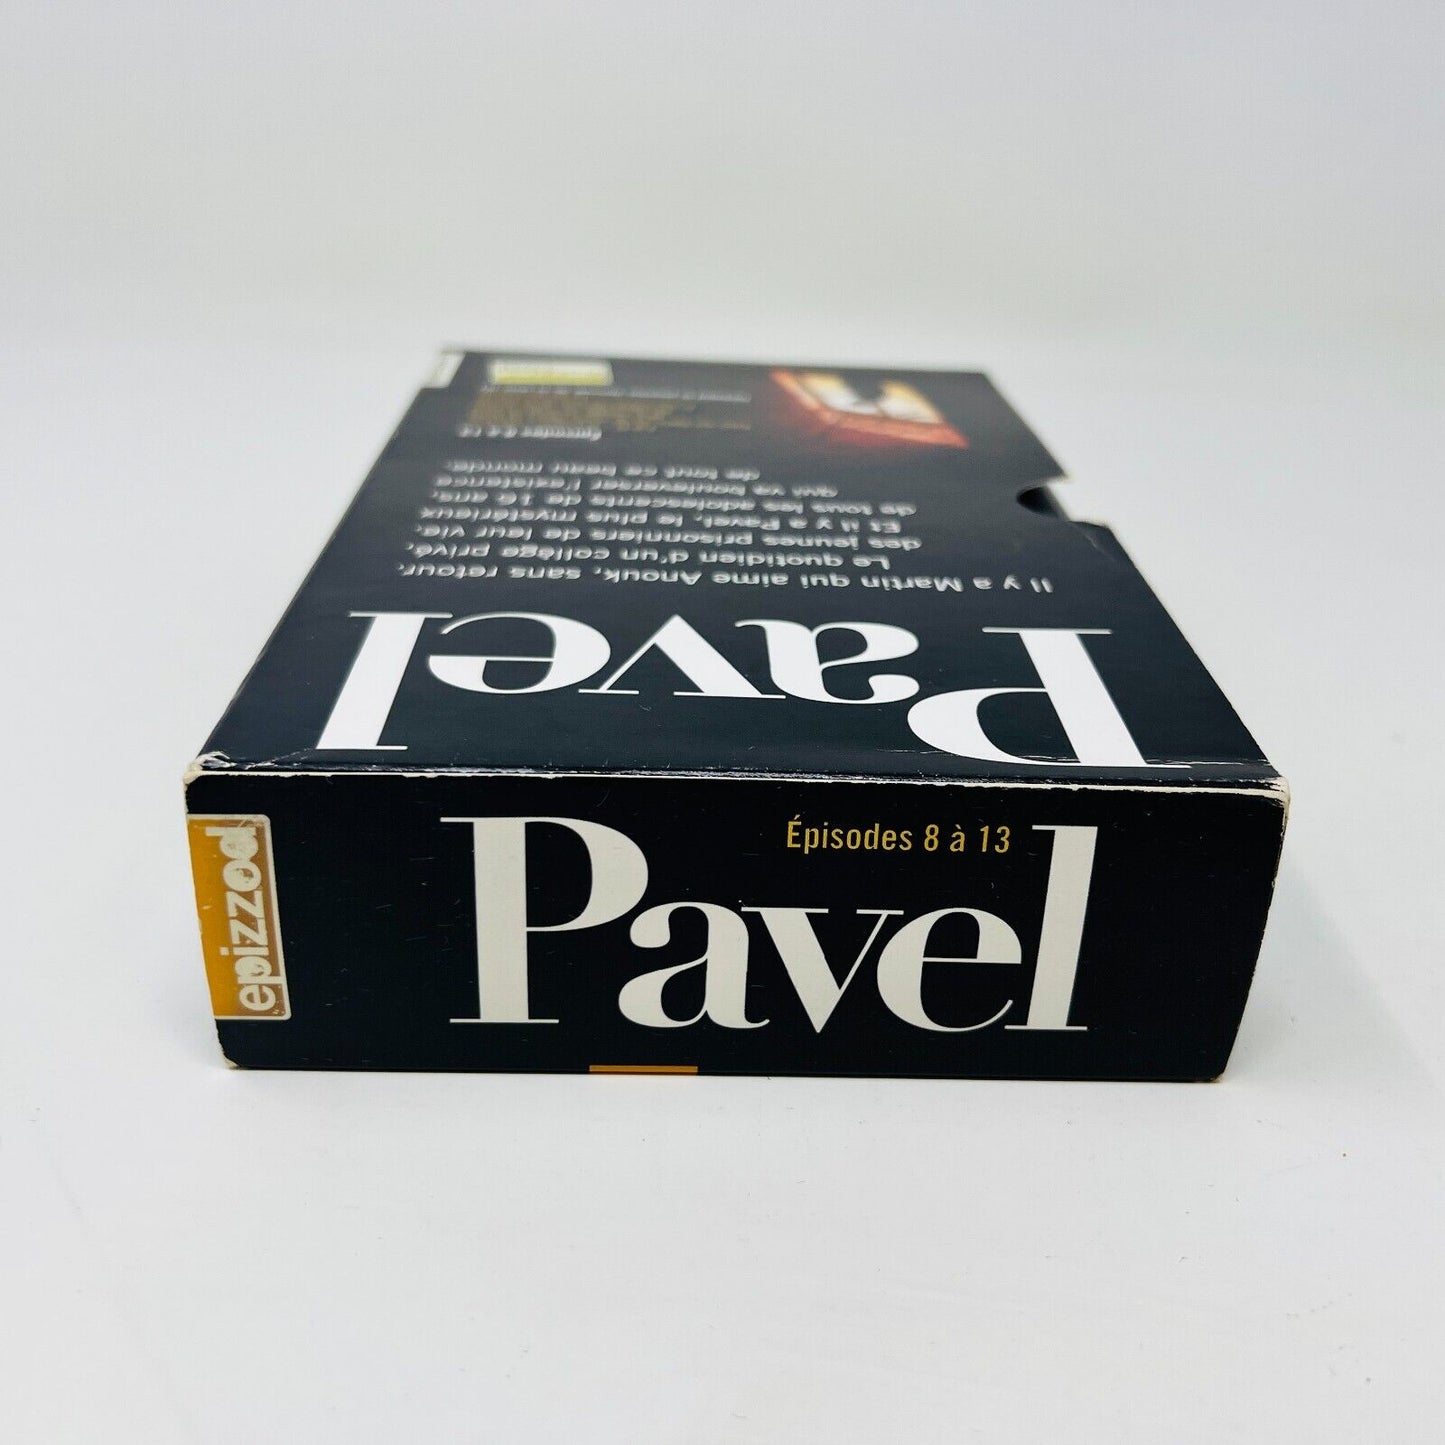 Pavel
Il y a Martin qui aime Anouk, sans retour.
Le quotidien d'un collège privé,
des jeunes prisonniers de leur vie.
Et il y a Pavel, le plus mystérieux
de tous les adolescents de 16 ans,
qui va bouleverser l'existence
de tout ce beau monde.
Épisodes 8 à 13
Pavel
epizzod